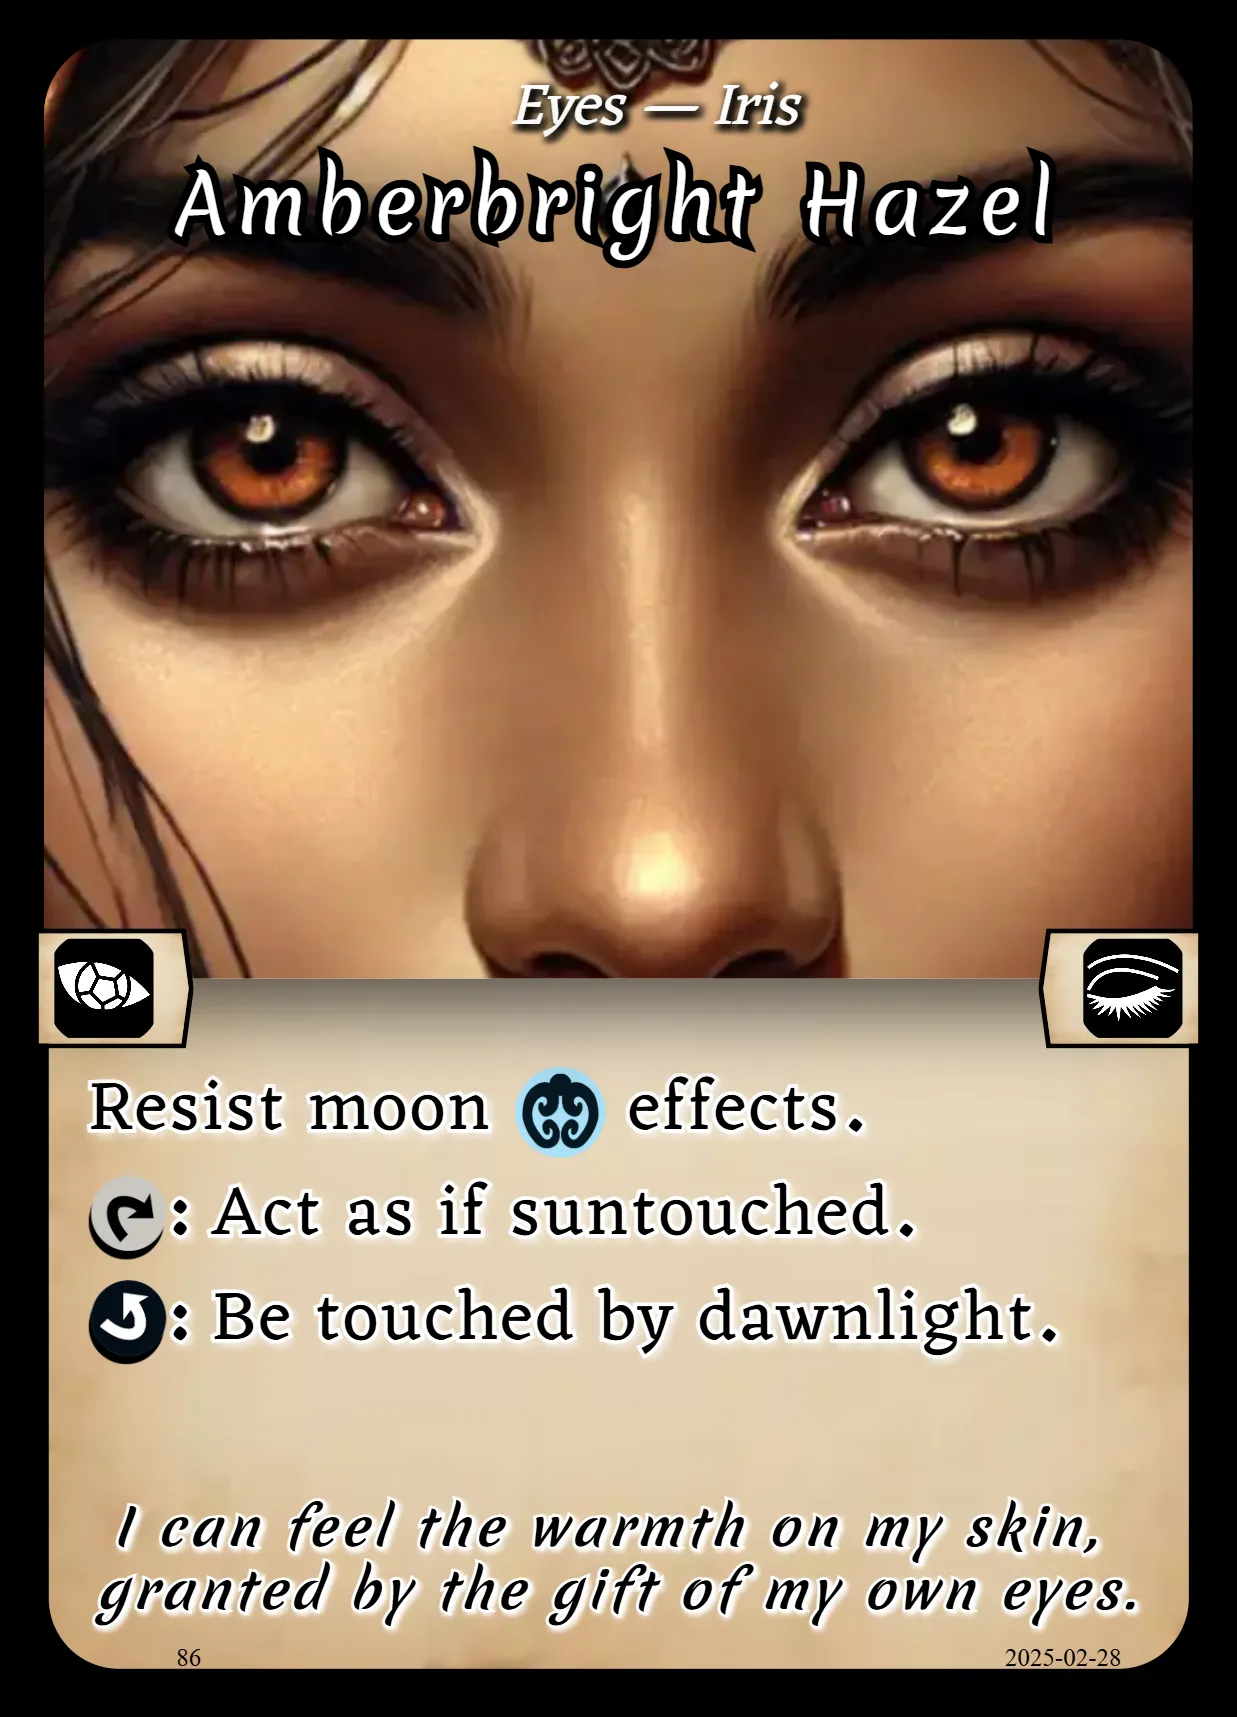 Eyes — Iris
Amberbright Hazel
Resist moon effects.
: Act as if suntouched.
: Be touched by dawnlight.
I can feel the warmth on my skin,
granted by the gift of my own eyes.
86
2025-02-28